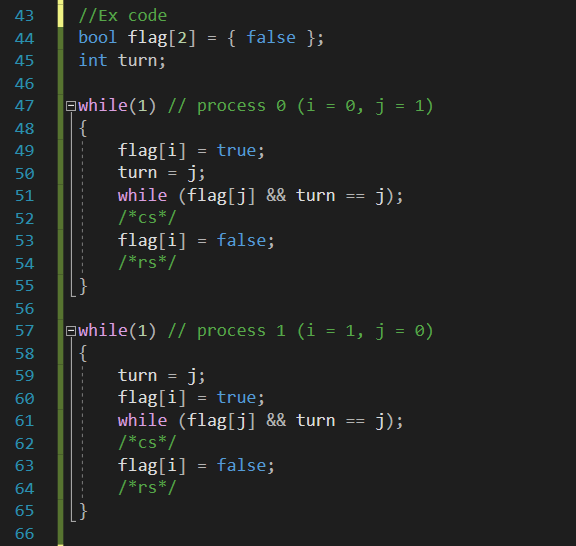 43 //Ex code
44 bool flag[2] = { false };
45 int turn;
46
47 while(1) // process 0 (i = 0, j = 1)
48 {
49 flag[i] = true;
50 turn = j;
51 while (flag[j] && turn == j);
52 /*cs*/
53 flag[i] = false;
54 /*rs*/
55 }
56
57 while(1) // process 1 (i = 1, j = 0)
58 {
59 turn = j;
60 flag[i] = true;
61 while (flag[j] && turn == j);
62 /*cs*/
63 flag[i] = false;
64 /*rs*/
65 }
66